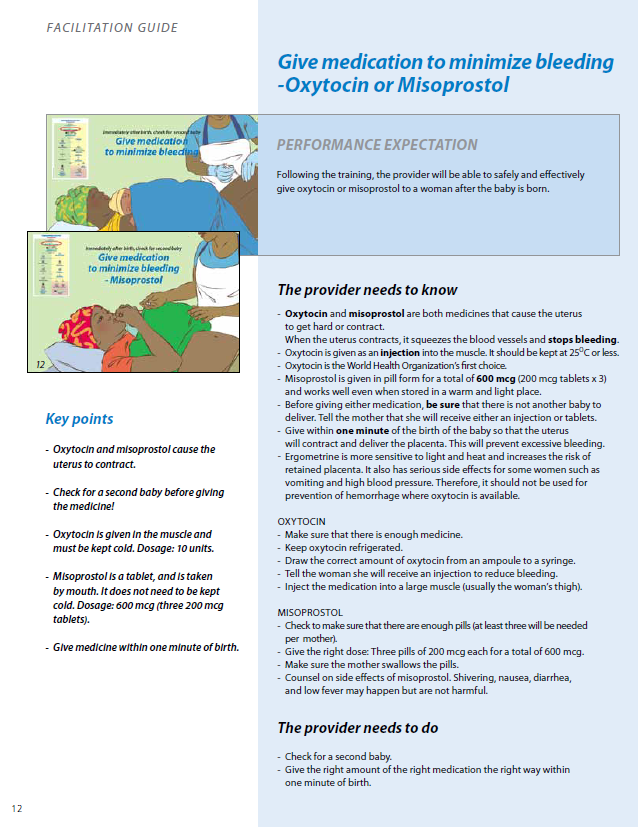 FACILITATION GUIDE
Give medication to minimize bleeding
-Oxytocin or Misoprostol
Immediately after birth, check for second baby
Give medication
to minimize bleeding
PERFORMANCE EXPECTATION
Following the training, the provider will be able to safely and effectively
give oxytocin or misoprostol to a woman after the baby is born.
Immediately after birth, check for second baby
Give medication
to minimize bleeding
- Misoprostol
12
Key points
- Oxytocin and misoprostol cause the
uterus to contract.
- Check for a second baby before giving
the medicine!
- Oxytocin is given in the muscle and
must be kept cold. Dosage: 10 units.
- Misoprostol is a tablet, and is taken
by mouth. It does not need to be kept
cold. Dosage: 600 mcg (three 200 mcg
tablets).
- Give medicine within one minute of birth.
The provider needs to know
- Oxytocin and misoprostol are both medicines that cause the uterus
to get hard or contract.
When the uterus contracts, it squeezes the blood vessels and stops bleeding.
- Oxytocin is given as an injection into the muscle. It should be kept at 25°C or less.
- Oxytocin is the World Health Organization's first choice.
- Misoprostol is given in pill form for a total of 600 mcg (200 mcg tablets x 3)
and works well even when stored in a warm and light place.
- Before giving either medication, be sure that there is not another baby to
deliver. Tell the mother that she will receive either an injection or tablets.
- Give within one minute of the birth of the baby so that the uterus
will contract and deliver the placenta. This will prevent excessive bleeding.
- Ergometrine is more sensitive to light and heat and increases the risk of
retained placenta. It also has serious side effects for some women such as
vomiting and high blood pressure. Therefore, it should not be used for
prevention of hemorrhage where oxytocin is available.
OXYTOCIN
- Make sure that there is enough medicine.
- Keep oxytocin refrigerated.
- Draw the correct amount of oxytocin from an ampoule to a syringe.
- Tell the woman she will receive an injection to reduce bleeding.
- Inject the medication into a large muscle (usually the woman's thigh).
MISOPROSTOL
- Check to make sure that there are enough pills (at least three will be needed
per mother).
- Give the right dose: Three pills of 200 mcg each for a total of 600 mcg.
- Make sure the mother swallows the pills.
- Counsel on side effects of misoprostol. Shivering, nausea, diarrhea,
and low fever may happen but are not harmful.
The provider needs to do
- Check for a second baby.
- Give the right amount of the right medication the right way within
one minute of birth.
12